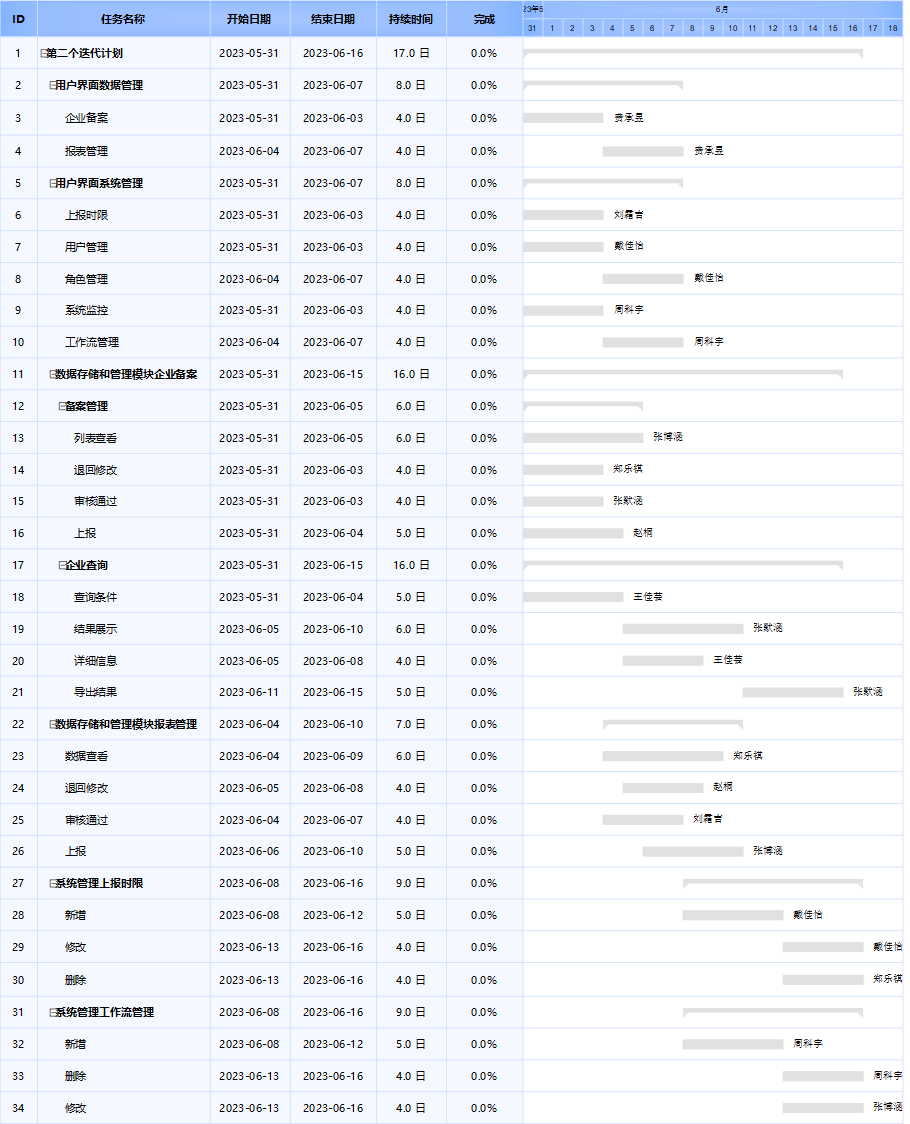 ID 任务名称 开始日期 结束日期 持续时间 完成 23年5 6月
31 1 2 3 4 5 6 7 8 9 10 11 12 13 14 15 16 17 18
1 第二个迭代计划 2023-05-31 2023-06-16 17.0 日 0.0%
2 用户界面数据管理 2023-05-31 2023-06-07 8.0 日 0.0%
3 企业备案 2023-05-31 2023-06-03 4.0 日 0.0% 贲承昱
4 报表管理 2023-06-04 2023-06-07 4.0 日 0.0% 贲承昱
5 用户界面系统管理 2023-05-31 2023-06-07 8.0 日 0.0%
6 上报时限 2023-05-31 2023-06-03 4.0 日 0.0% 刘霜吉
7 用户管理 2023-05-31 2023-06-03 4.0 日 0.0% 戴佳怡
8 角色管理 2023-06-04 2023-06-07 4.0 日 0.0% 戴佳怡
9 系统监控 2023-05-31 2023-06-03 4.0 日 0.0% 周科宇
10 工作流管理 2023-06-04 2023-06-07 4.0 日 0.0% 周科宇
11 数据存储和管理模块企业备案 2023-05-31 2023-06-15 16.0 日 0.0%
12 备案管理 2023-05-31 2023-06-05 6.0 日 0.0%
13 列表查看 2023-05-31 2023-06-05 6.0 日 0.0% 张博涵
14 退回修改 2023-05-31 2023-06-03 4.0 日 0.0% 郑乐祺
15 审核通过 2023-05-31 2023-06-03 4.0 日 0.0% 张默涵
16 上报 2023-05-31 2023-06-04 5.0 日 0.0% 赵桐
17 企业查询 2023-05-31 2023-06-15 16.0 日 0.0%
18 查询条件 2023-05-31 2023-06-04 5.0 日 0.0% 王佳芸
19 结果展示 2023-06-05 2023-06-10 6.0 日 0.0% 张默涵
20 详细信息 2023-06-05 2023-06-08 4.0 日 0.0% 王佳芸
21 导出结果 2023-06-11 2023-06-15 5.0 日 0.0% 张默涵
22 数据存储和管理模块报表管理 2023-06-04 2023-06-10 7.0 日 0.0%
23 数据查看 2023-06-04 2023-06-09 6.0 日 0.0% 郑乐祺
24 退回修改 2023-06-05 2023-06-08 4.0 日 0.0% 赵桐
25 审核通过 2023-06-04 2023-06-07 4.0 日 0.0% 刘霜吉
26 上报 2023-06-06 2023-06-10 5.0 日 0.0% 张博涵
27 系统管理上报时限 2023-06-08 2023-06-16 9.0 日 0.0%
28 新增 2023-06-08 2023-06-12 5.0 日 0.0% 戴佳怡
29 修改 2023-06-13 2023-06-16 4.0 日 0.0% 戴佳怡
30 删除 2023-06-13 2023-06-16 4.0 日 0.0% 郑乐祺
31 系统管理工作流管理 2023-06-08 2023-06-16 9.0 日 0.0%
32 新增 2023-06-08 2023-06-12 5.0 日 0.0% 周科宇
33 删除 2023-06-13 2023-06-16 4.0 日 0.0% 周科宇
34 修改 2023-06-13 2023-06-16 4.0 日 0.0% 张博涵